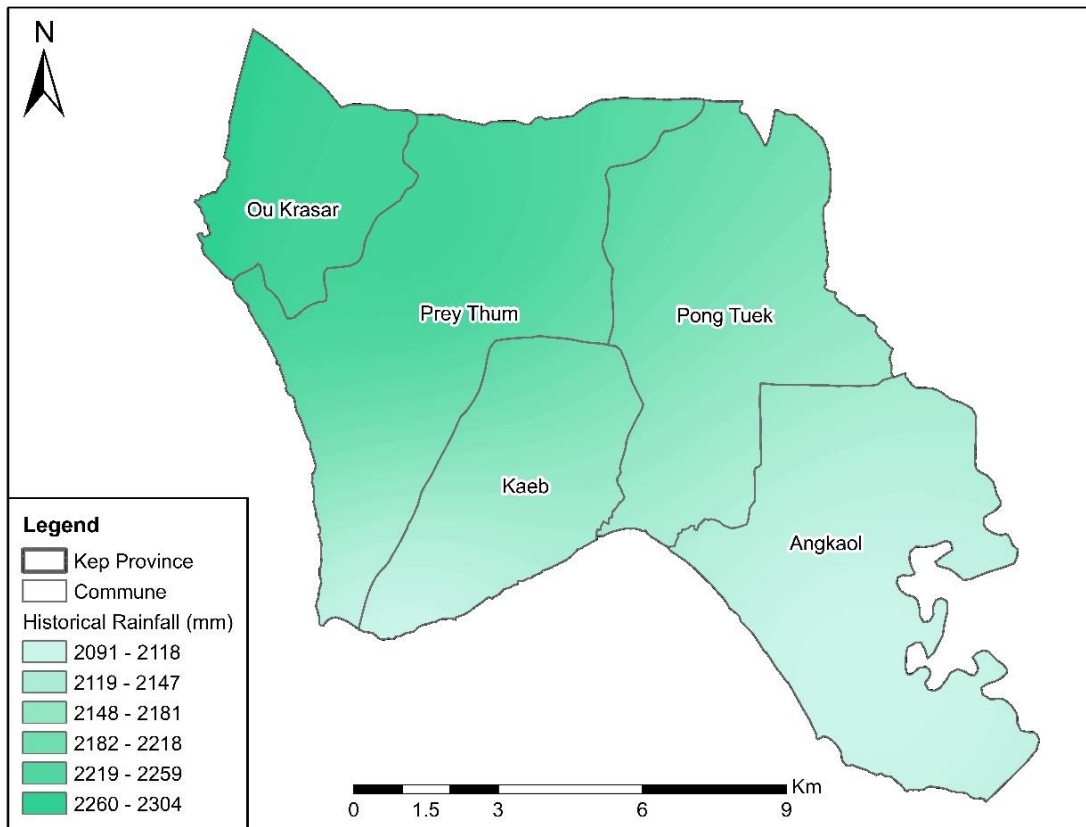 N
Ou Krasar
Prey Thum
Pong Tuek
Kaeb
Angkaol
Legend
Kep Province
Commune
Historical Rainfall (mm)
2091 - 2118
2119 - 2147
2148 - 2181
2182 - 2218
2219 - 2259
2260 - 2304
Km
0 1.5 3 6 9